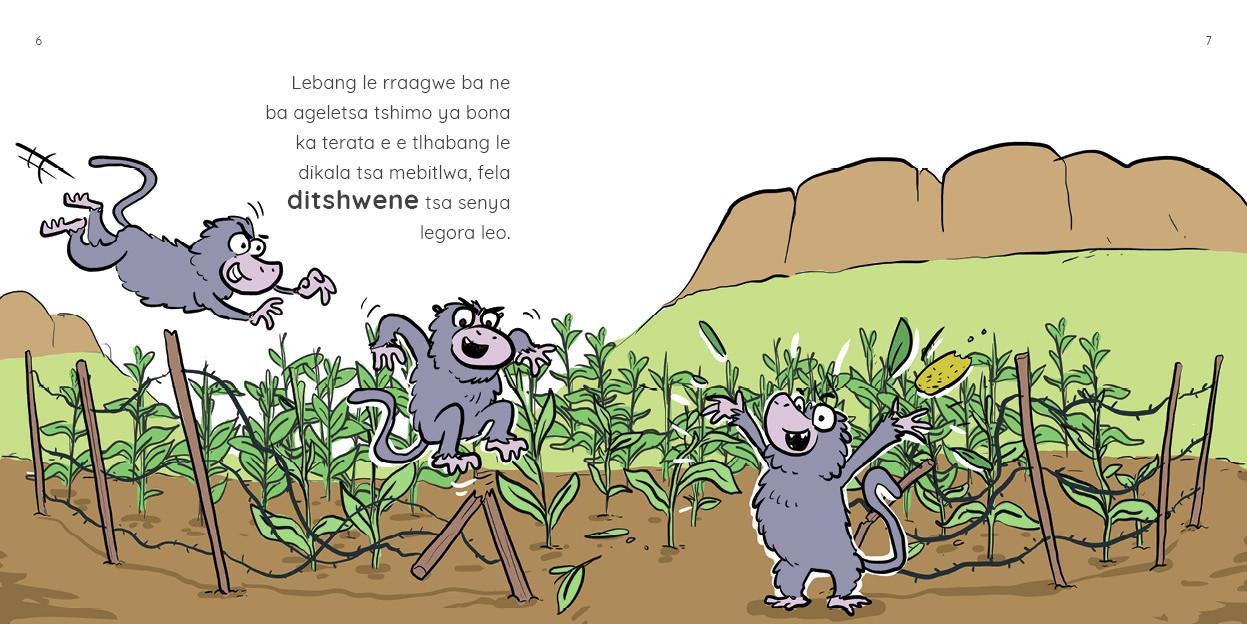 6
7
Lebang le rraagwe ba ne
ba ageletsa tshimo ya bona
ka terata e e tlhabang le
dikala tsa mebitlwa, fela
ditshwene tsa senya
legora leo.